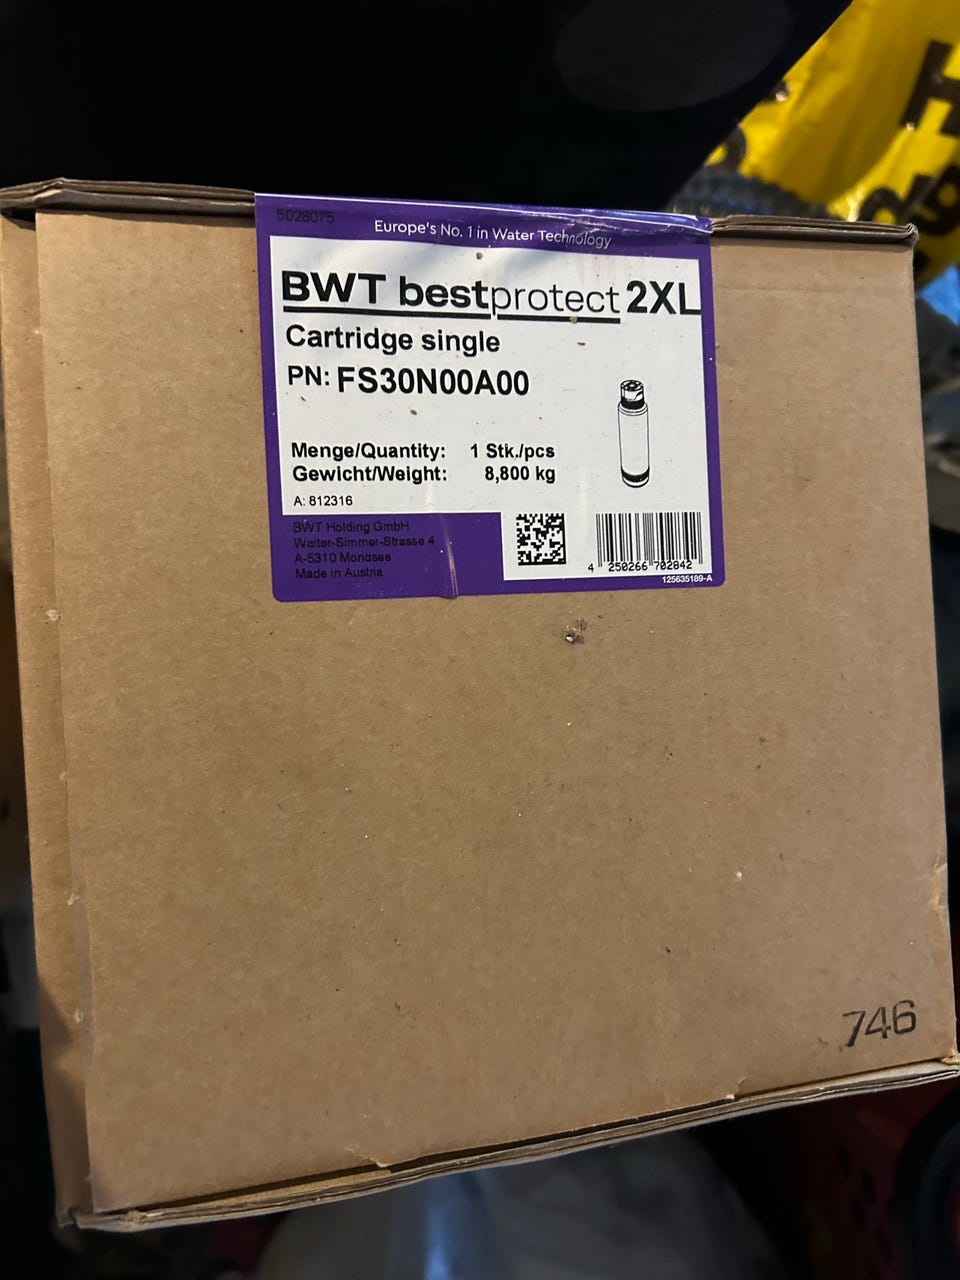 5028075
Europe's No. 1 in Water Technology
BWT bestprotect 2XL
Cartridge single
PN: FS30N00A00
Menge/Quantity: 1 Stk./pcs
Gewicht/Weight: 8,800 kg
A: 812316
BWT Holding GmbH
Walter-Simmer-Strasse 4
A-5310 Mondsee
Made in Austria
4 250266 702842
125635189-A
746